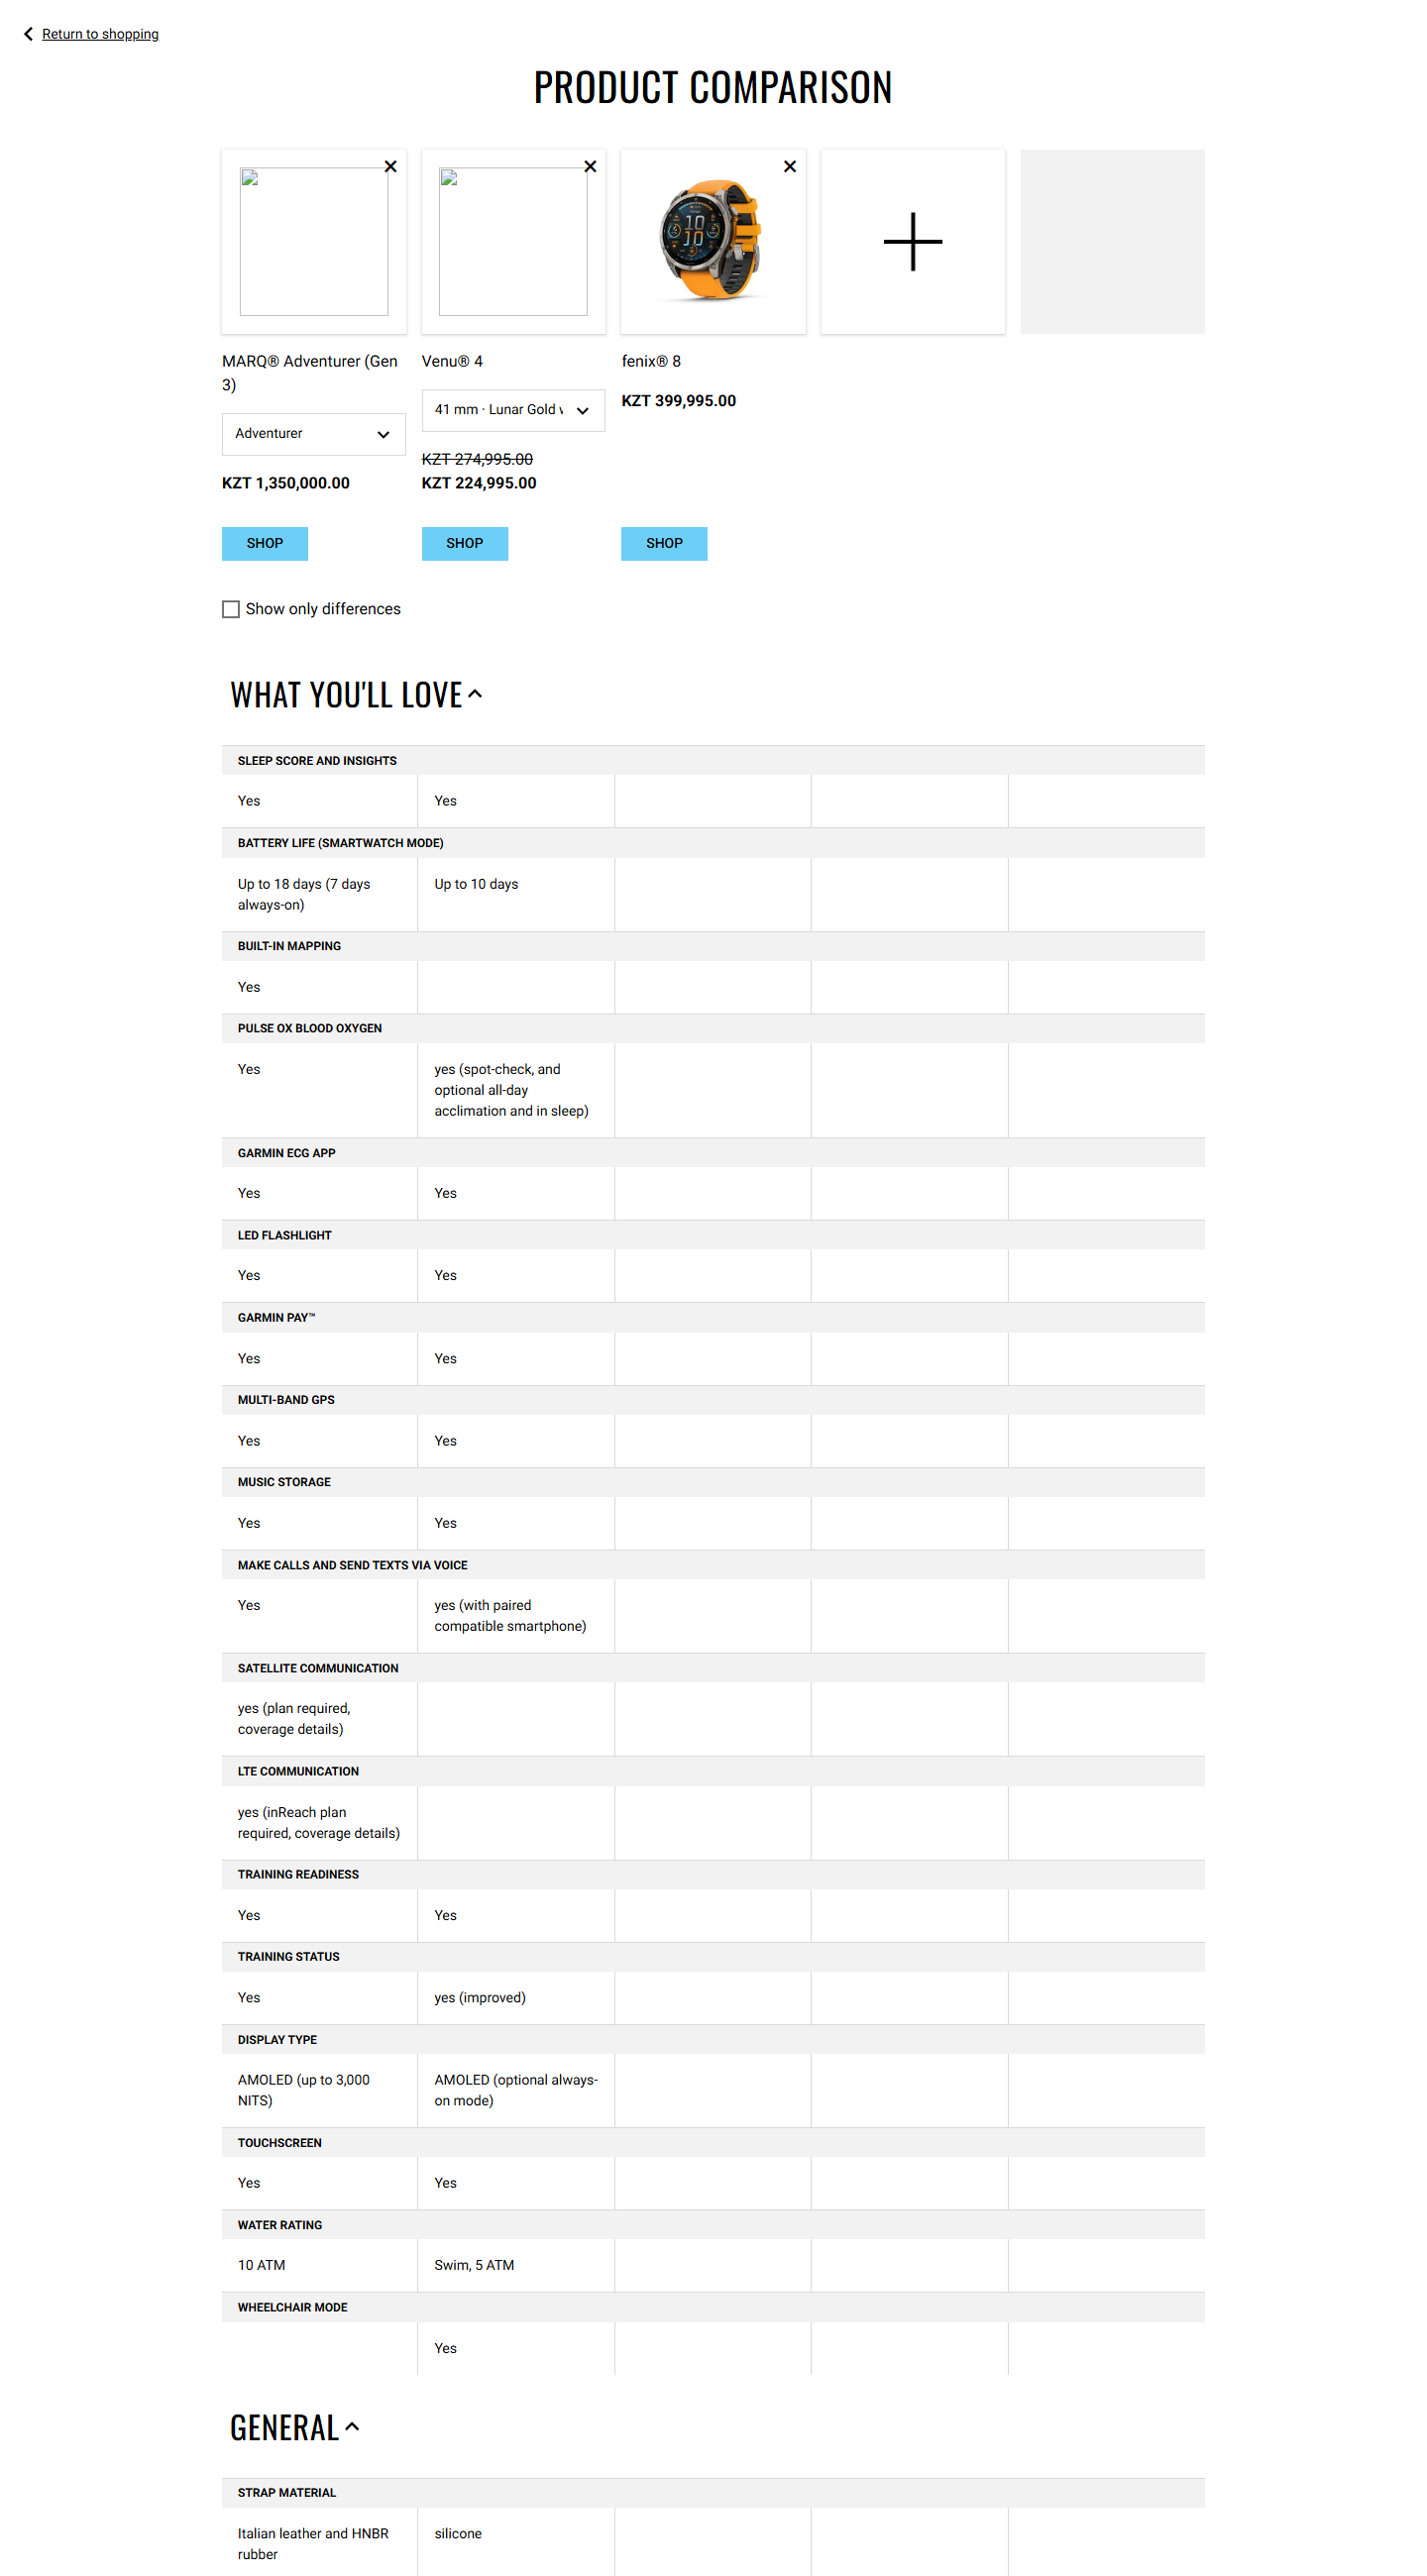 Return to shopping
PRODUCT COMPARISON
10
10
MARQ® Adventurer (Gen
3)
Adventurer
KZT 1,350,000.00
SHOP
Venu® 4
41 mm · Lunar Gold
KZT 274,995.00
KZT 224,995.00
SHOP
fenix® 8
KZT 399,995.00
SHOP
Show only differences
WHAT YOU'LL LOVE
SLEEP SCORE AND INSIGHTS
Yes
Yes
BATTERY LIFE (SMARTWATCH MODE)
Up to 18 days (7 days
always-on)
Up to 10 days
BUILT-IN MAPPING
Yes
PULSE OX BLOOD OXYGEN
Yes
yes (spot-check, and
optional all-day
acclimation and in sleep)
GARMIN ECG APP
Yes
Yes
LED FLASHLIGHT
Yes
Yes
GARMIN PAY™
Yes
Yes
MULTI-BAND GPS
Yes
Yes
MUSIC STORAGE
Yes
Yes
MAKE CALLS AND SEND TEXTS VIA VOICE
Yes
yes (with paired
compatible smartphone)
SATELLITE COMMUNICATION
yes (plan required,
coverage details)
LTE COMMUNICATION
yes (inReach plan
required, coverage details)
TRAINING READINESS
Yes
Yes
TRAINING STATUS
Yes
yes (improved)
DISPLAY TYPE
AMOLED (up to 3,000
NITS)
AMOLED (optional always-
on mode)
TOUCHSCREEN
Yes
Yes
WATER RATING
10 ATM
Swim, 5 ATM
WHEELCHAIR MODE
Yes
GENERAL
STRAP MATERIAL
Italian leather and HNBR
rubber
silicone